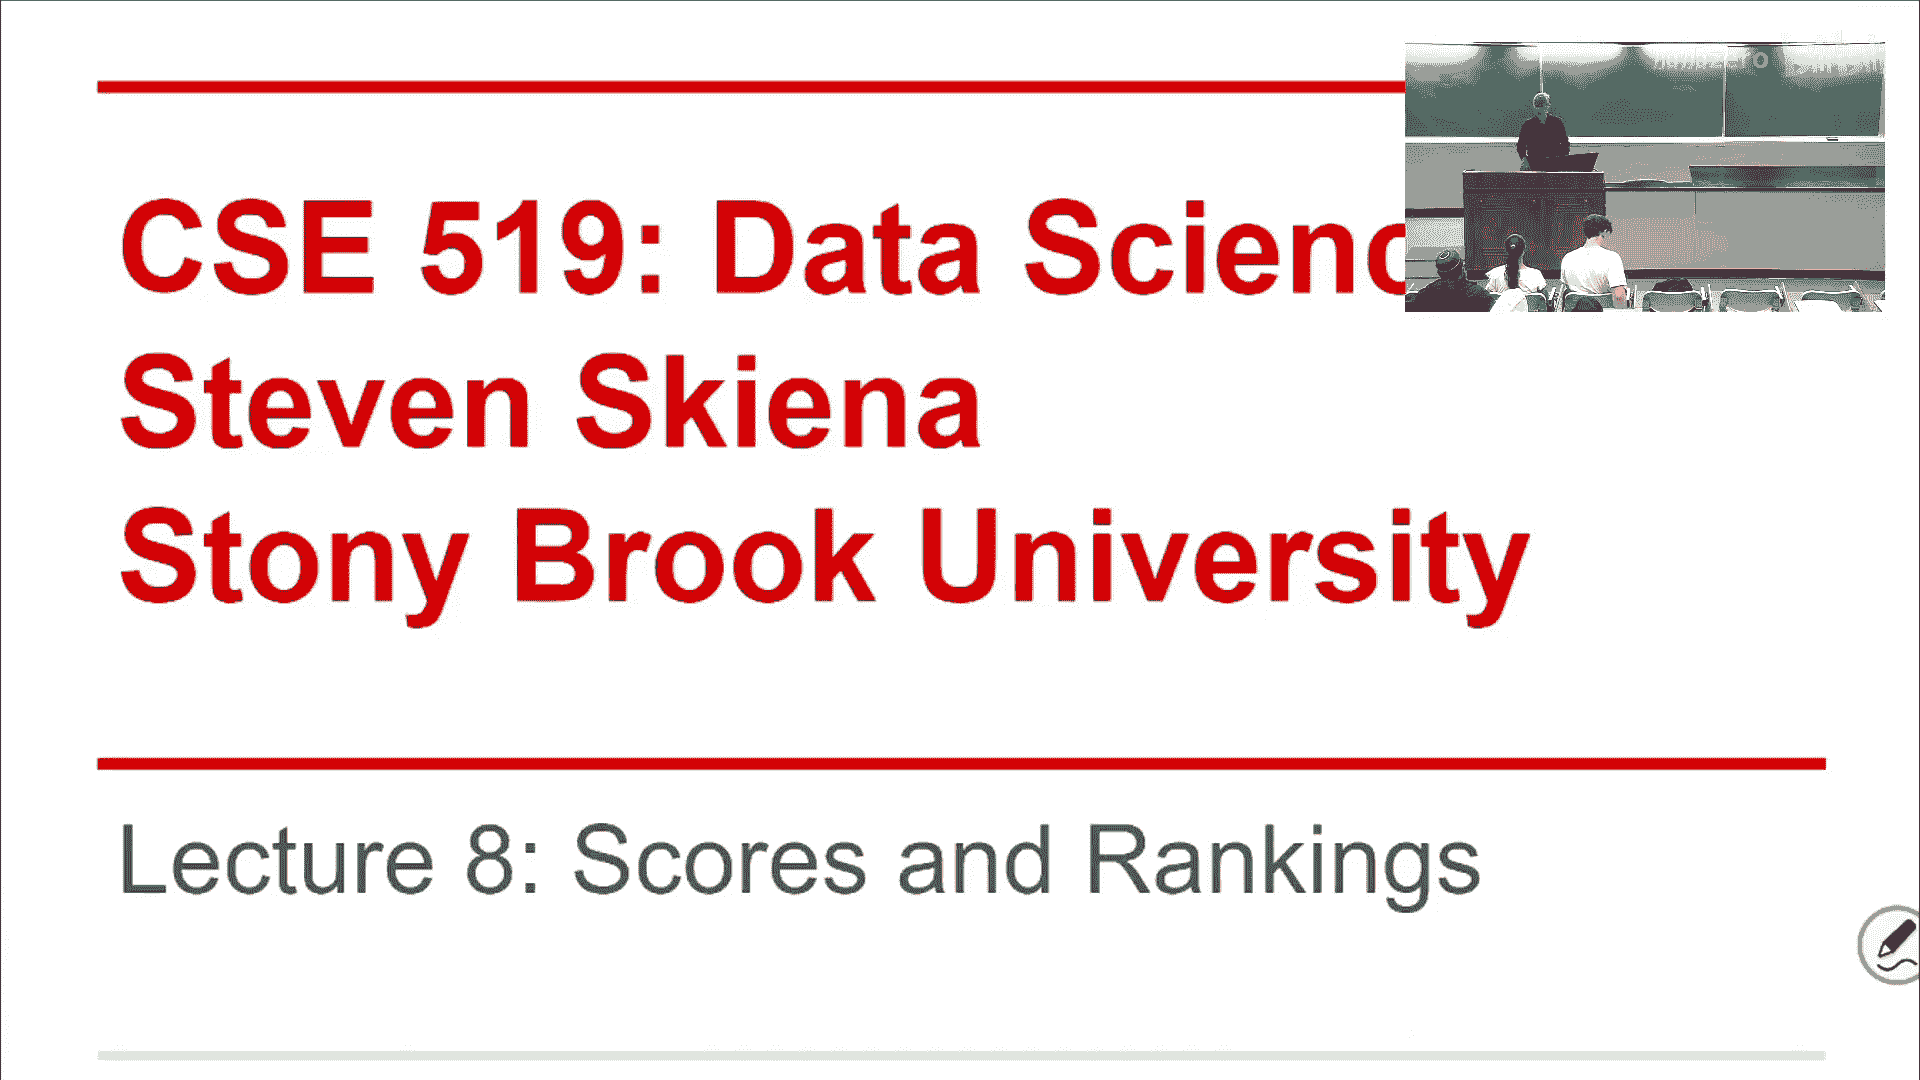 CSE 519: Data Scienc
Steven Skiena
Stony Brook University
Lecture 8: Scores and Rankings